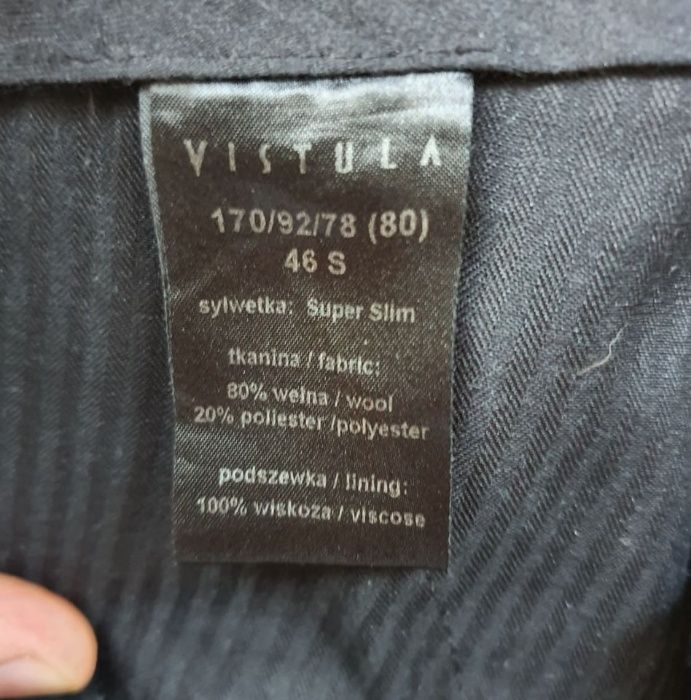 VISTULA
170/92/78 (80)
46 S
sylwetka: Super Slim
tkanina / fabric:
80% wełna / wool
20% poliester /polyester
podszewka / lining:
100% wiskoza / viscose